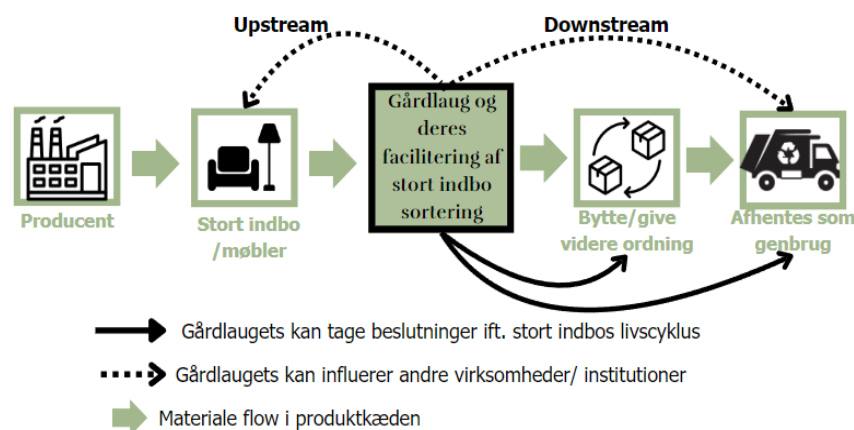 Upstream
Downstream
Gårdlaug og
deres
facilitering af
stort indbo
sortering
Producent
Stort indbo
/møbler
Bytte/give
videre ordning
Afhentes som
genbrug
Gårdlaugets kan tage beslutninger ift. stort indbos livscyklus
Gårdlaugets kan influerer andre virksomheder/ institutioner
Materiale flow i produktkæden